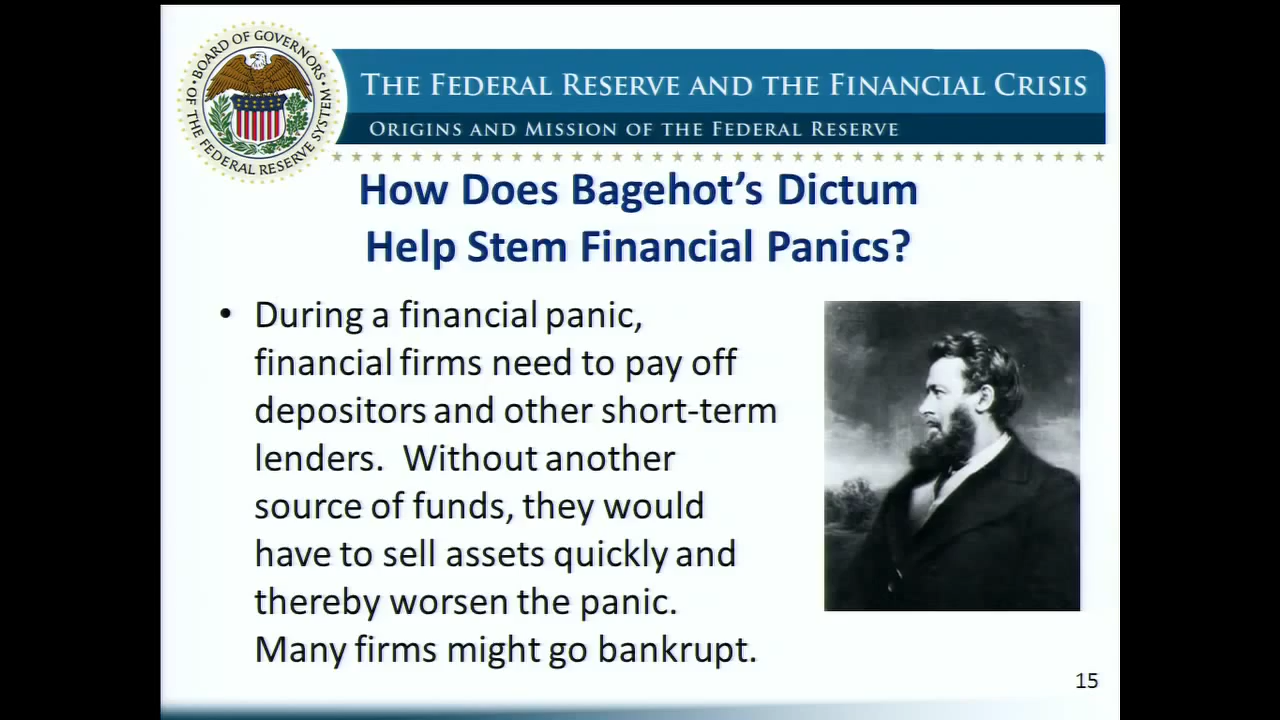 BOARD OF GOVERNORS
OF THE FEDERAL RESERVE SYSTEM
THE FEDERAL RESERVE AND THE FINANCIAL CRISIS
ORIGINS AND MISSION OF THE FEDERAL RESERVE
How Does Bagehot’s Dictum
Help Stem Financial Panics?
• During a financial panic,
financial firms need to pay off
depositors and other short-term
lenders.  Without another
source of funds, they would
have to sell assets quickly and
thereby worsen the panic.
Many firms might go bankrupt.
15